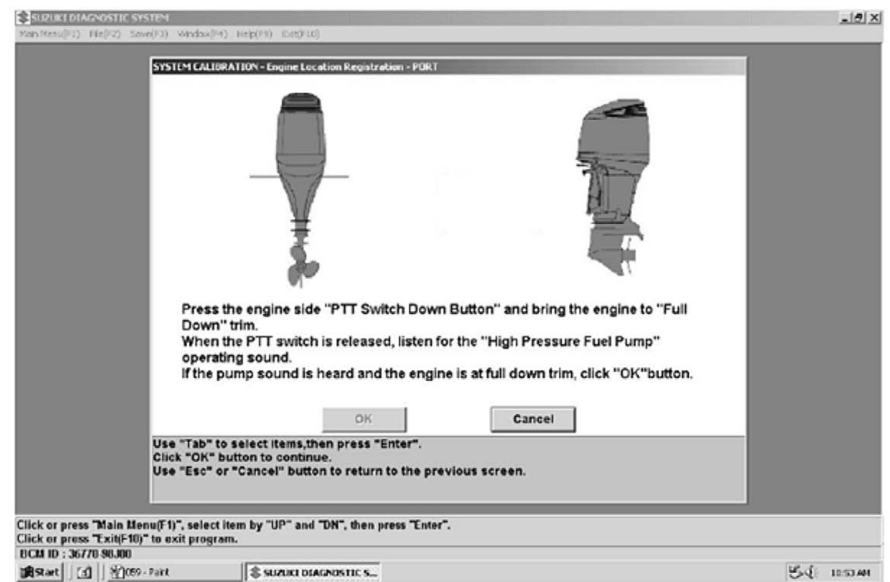 SUZUKI DIAGNOSTIC SYSTEM
Main Menu(F1) File(F2) Save(F3) Window(F4) Help(F9) Exit(F10)
SYSTEM CALIBRATION - Engine Location Registration - PORT
Press the engine side "PTT Switch Down Button" and bring the engine to "Full
Down" trim.
When the PTT switch is released, listen for the "High Pressure Fuel Pump"
operating sound.
If the pump sound is heard and the engine is at full down trim, click "OK"button.
OK Cancel
Use "Tab" to select items,then press "Enter".
Click "OK" button to continue.
Use "Esc" or "Cancel" button to return to the previous screen.
Click or press "Main Menu(F1)", select item by "UP" and "DN", then press "Enter".
Click or press "Exit(F10)" to exit program.
BCM ID : 36770-98J00
Start 059 - Paint SUZUKI DIAGNOSTIC S... 10:53 AM